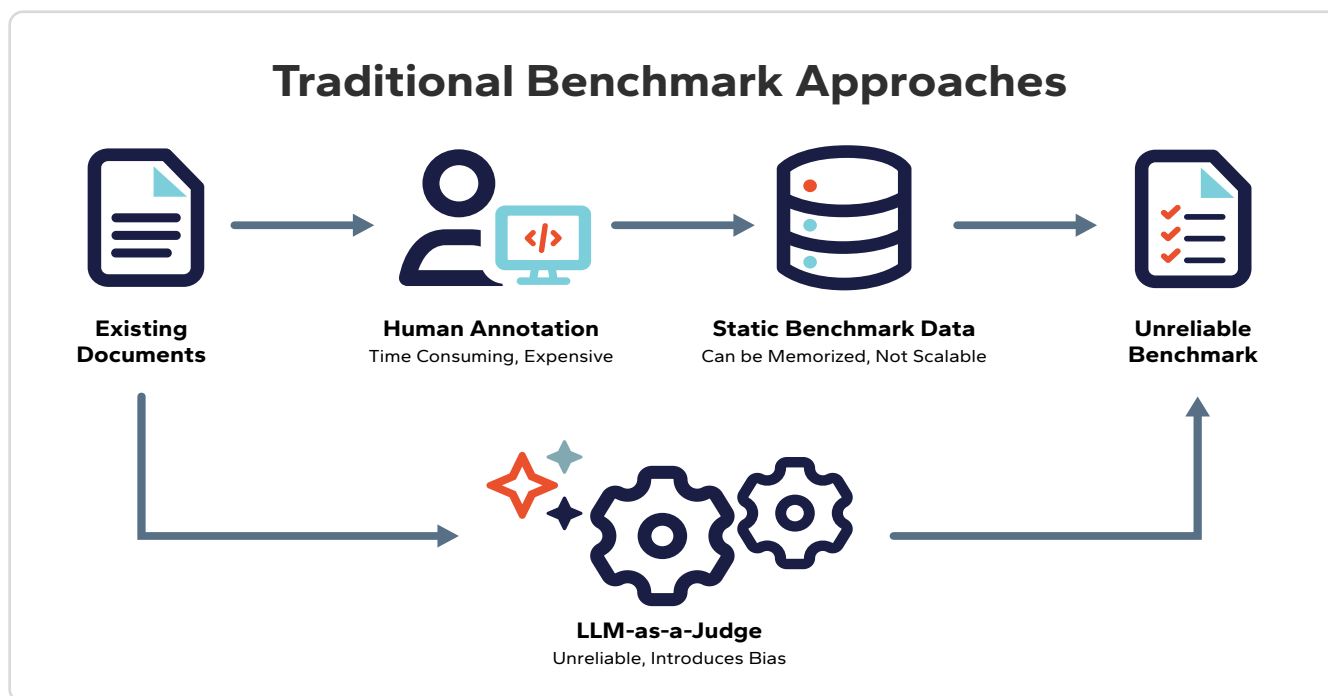 Traditional Benchmark Approaches
Existing
Documents
Human Annotation
Time Consuming, Expensive
</>
Static Benchmark Data
Can be Memorized, Not Scalable
Unreliable
Benchmark
LLM-as-a-Judge
Unreliable, Introduces Bias